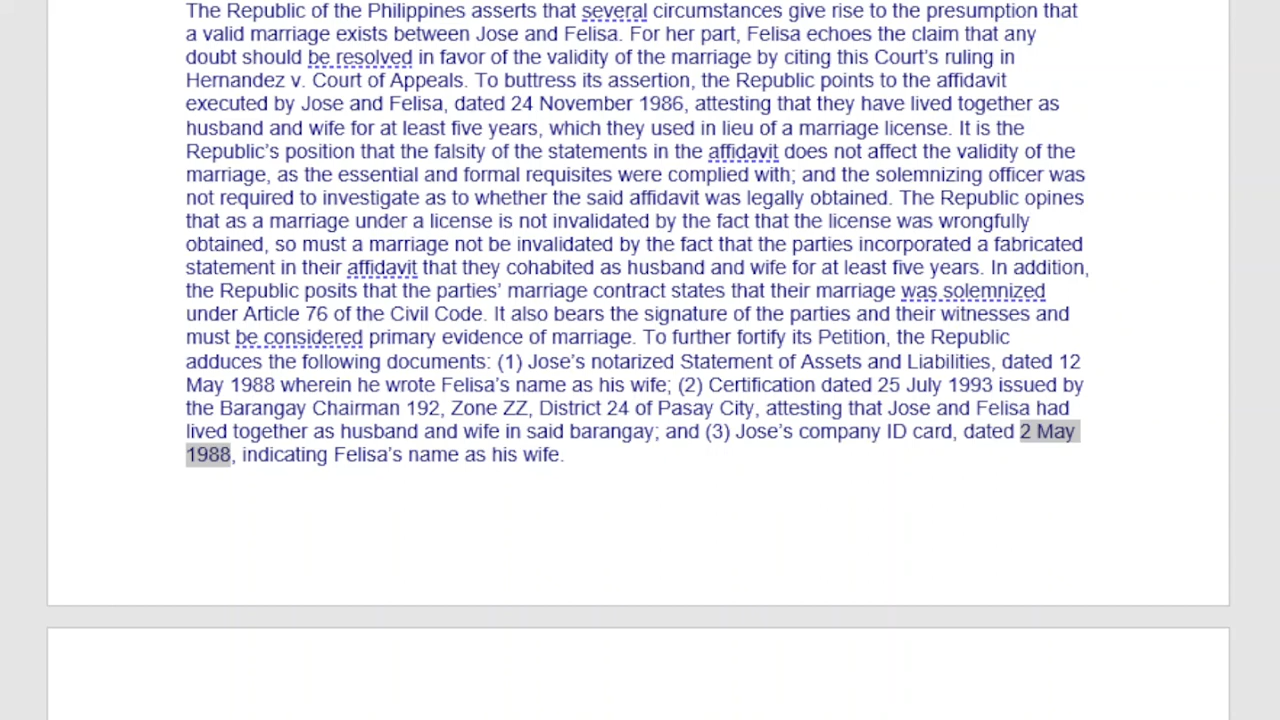 The Republic of the Philippines asserts that several circumstances give rise to the presumption that
a valid marriage exists between Jose and Felisa. For her part, Felisa echoes the claim that any
doubt should be resolved in favor of the validity of the marriage by citing this Court’s ruling in
Hernandez v. Court of Appeals. To buttress its assertion, the Republic points to the affidavit
executed by Jose and Felisa, dated 24 November 1986, attesting that they have lived together as
husband and wife for at least five years, which they used in lieu of a marriage license. It is the
Republic’s position that the falsity of the statements in the affidavit does not affect the validity of the
marriage, as the essential and formal requisites were complied with; and the solemnizing officer was
not required to investigate as to whether the said affidavit was legally obtained. The Republic opines
that as a marriage under a license is not invalidated by the fact that the license was wrongfully
obtained, so must a marriage not be invalidated by the fact that the parties incorporated a fabricated
statement in their affidavit that they cohabited as husband and wife for at least five years. In addition,
the Republic posits that the parties’ marriage contract states that their marriage was solemnized
under Article 76 of the Civil Code. It also bears the signature of the parties and their witnesses and
must be considered primary evidence of marriage. To further fortify its Petition, the Republic
adduces the following documents: (1) Jose’s notarized Statement of Assets and Liabilities, dated 12
May 1988 wherein he wrote Felisa’s name as his wife; (2) Certification dated 25 July 1993 issued by
the Barangay Chairman 192, Zone ZZ, District 24 of Pasay City, attesting that Jose and Felisa had
lived together as husband and wife in said barangay; and (3) Jose’s company ID card, dated 2 May
1988, indicating Felisa’s name as his wife.